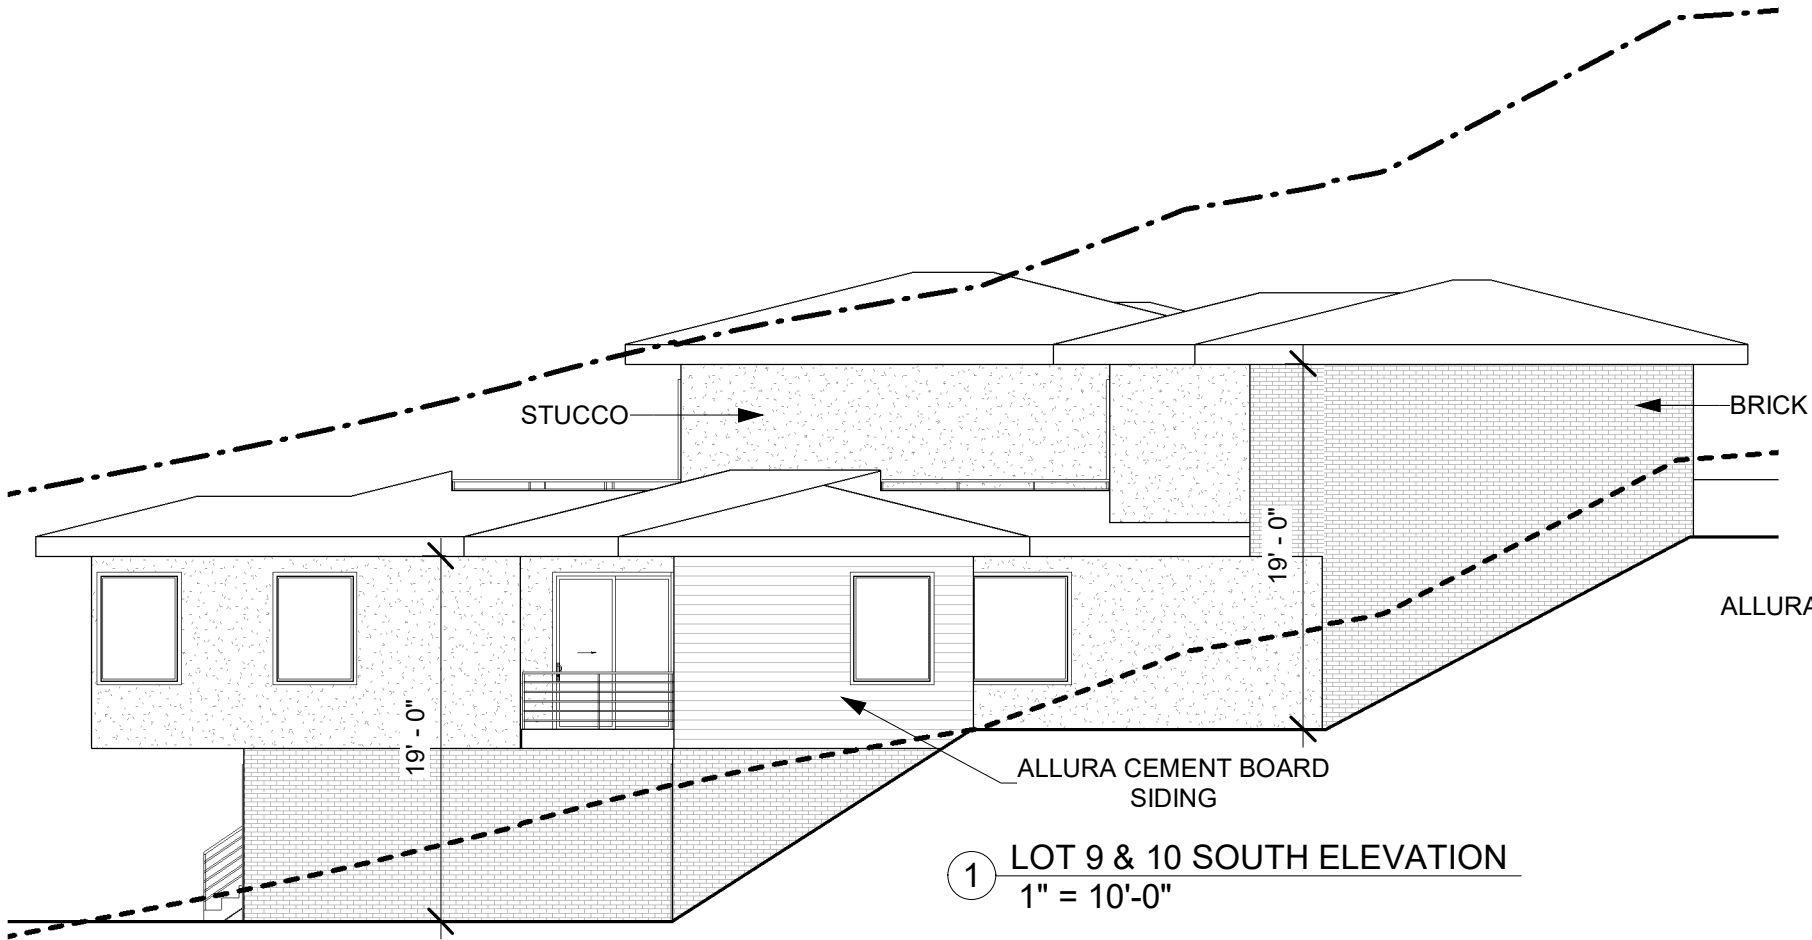 STUCCO
BRICK
19' - 0"
ALLURA
19' - 0"
ALLURA CEMENT BOARD
SIDING
1
LOT 9 & 10 SOUTH ELEVATION
1" = 10'-0"